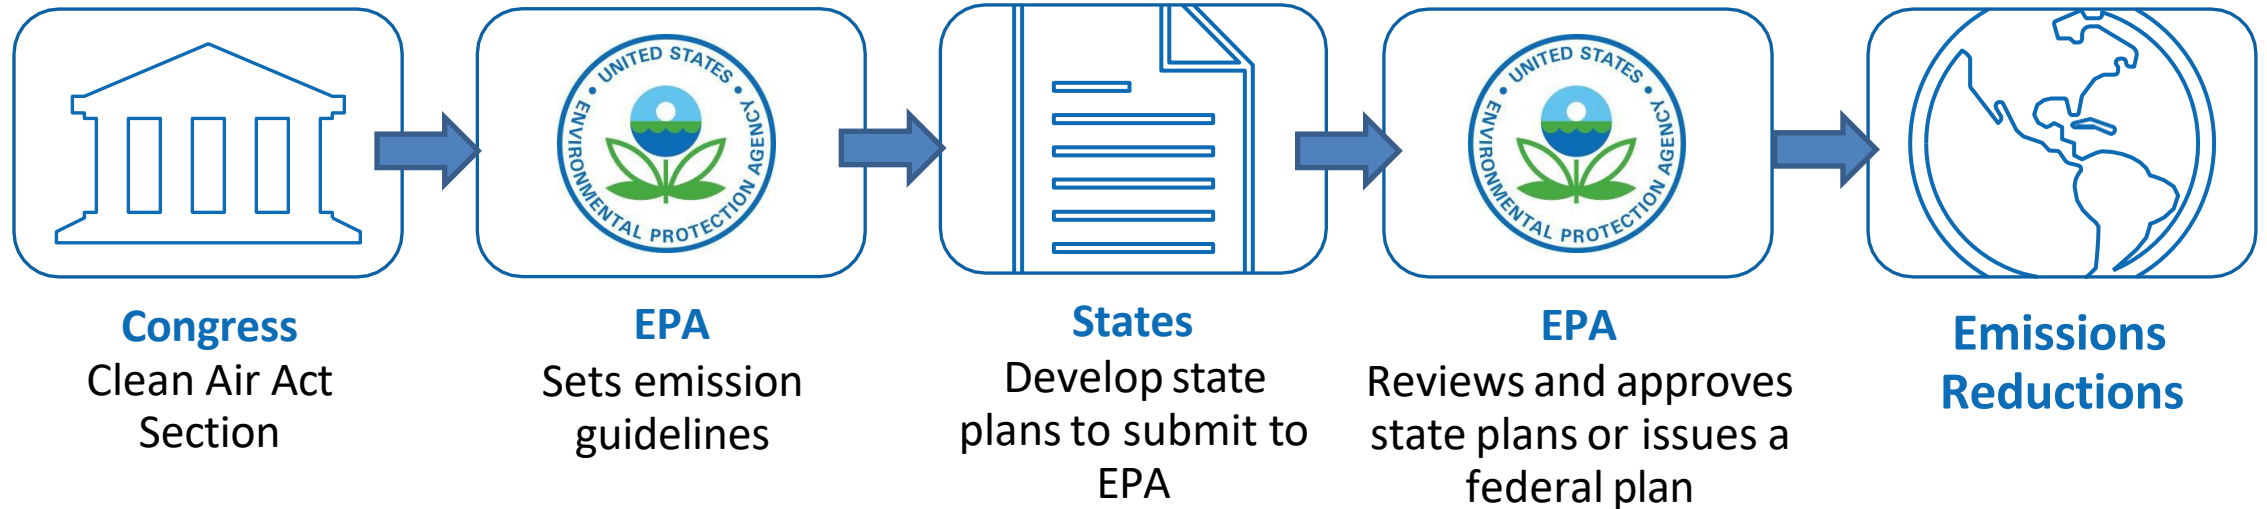 UNITED STATES
ENVIRONMENTAL PROTECTION AGENCY
UNITED STATES
ENVIRONMENTAL PROTECTION AGENCY
Congress
Clean Air Act
Section
EPA
Sets emission
guidelines
States
Develop state
plans to submit to
EPA
EPA
Reviews and approves
state plans or issues a
federal plan
Emissions
Reductions